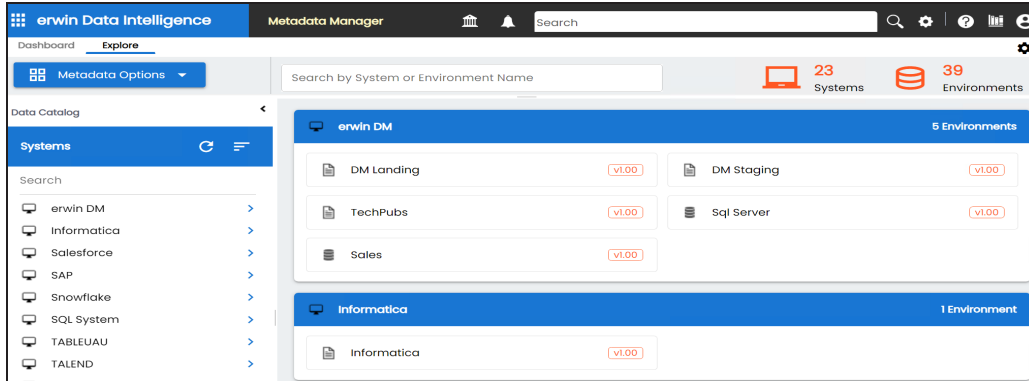 erwin Data Intelligence Metadata Manager Search
Dashboard Explore
Metadata Options Search by System or Environment Name 23 Systems 39 Environments
Data Catalog
Systems
Search
erwin DM
Informatica
Salesforce
SAP
Snowflake
SQL System
TABLEUAU
TALEND
erwin DM 5 Environments
DM Landing v1.00 DM Staging v1.00
TechPubs v1.00 Sql Server v1.00
Sales v1.00
Informatica 1 Environment
Informatica v1.00